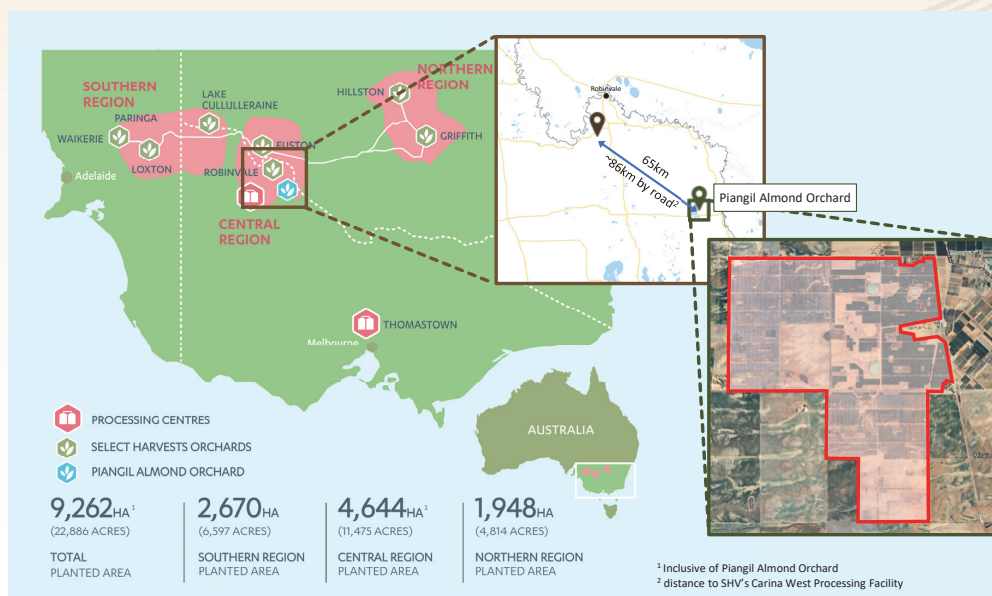 SOUTHERN
REGION
PARINGA
WAIKERIE
LOXTON
LAKE
CULLULLERAINE
EUSTON
ROBINVALE
CENTRAL
REGION
NORTHERN
REGION
HILLSTON
GRIFFITH
Adelaide
THOMASTOWN
Melbourne
Robinvale
65km
~86km by road²
Piangil Almond Orchard
AUSTRALIA
PROCESSING CENTRES
SELECT HARVESTS ORCHARDS
PIANGIL ALMOND ORCHARD
9,262HA¹
(22,886 ACRES)
TOTAL
PLANTED AREA
2,670HA
(6,597 ACRES)
SOUTHERN REGION
PLANTED AREA
4,644HA¹
(11,475 ACRES)
CENTRAL REGION
PLANTED AREA
1,948HA
(4,814 ACRES)
NORTHERN REGION
PLANTED AREA
¹ Inclusive of Piangil Almond Orchard
² distance to SHV's Carina West Processing Facility